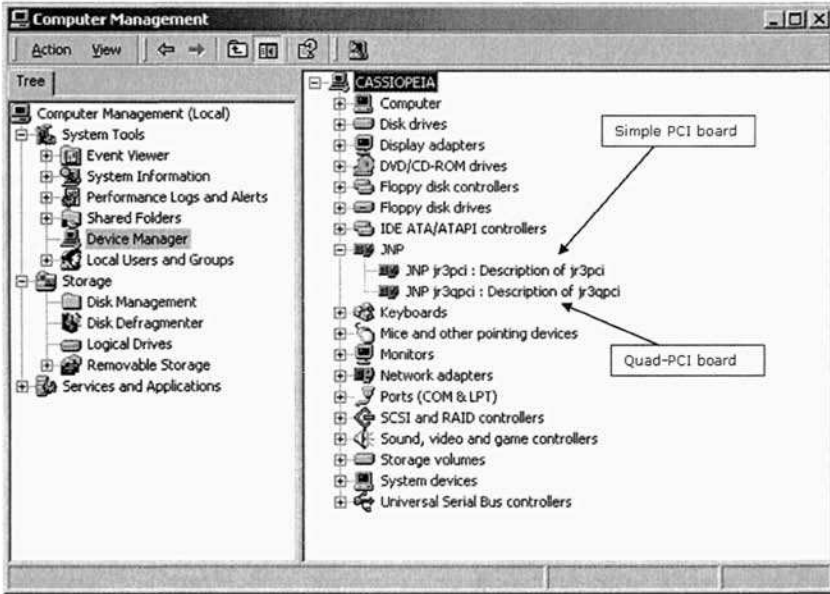 Computer Management
Action View
Tree
Computer Management (Local)
System Tools
Event Viewer
System Information
Performance Logs and Alerts
Shared Folders
Device Manager
Local Users and Groups
Storage
Disk Management
Disk Defragmenter
Logical Drives
Removable Storage
Services and Applications
CASSIOPEIA
Computer
Disk drives
Display adapters
DVD/CD-ROM drives
Floppy disk controllers
Floppy disk drives
IDE ATA/ATAPI controllers
JNP
JNP jr3pci : Description of jr3pci
JNP jr3qpci : Description of jr3qpci
Keyboards
Mice and other pointing devices
Monitors
Network adapters
Ports (COM & LPT)
SCSI and RAID controllers
Sound, video and game controllers
Storage volumes
System devices
Universal Serial Bus controllers
Simple PCI board
Quad-PCI board